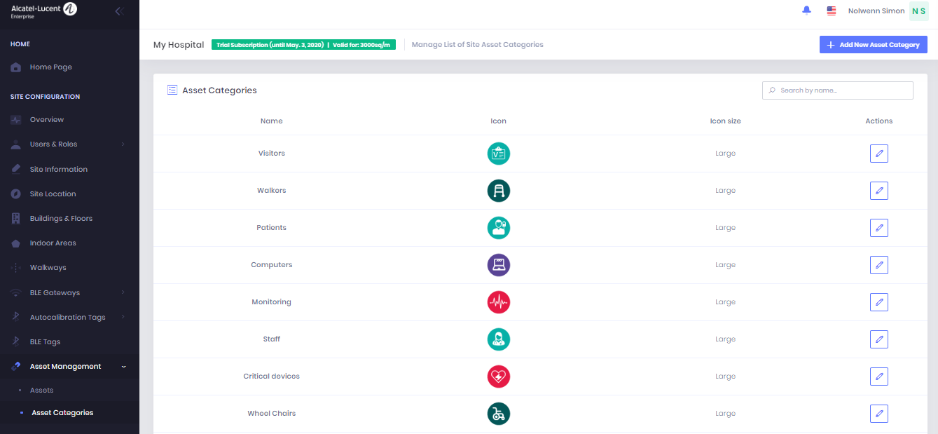 Alcatel-Lucent
Enterprise
Nolwenn Simon
NS
HOME
Home Page
SITE CONFIGURATION
Overview
Users & Roles
Site Information
Site Location
Buildings & Floors
Indoor Areas
Walkways
BLE Gateways
Autocalibration Tags
BLE Tags
Asset Management
Assets
Asset Categories
My Hospital
Trial Subscription (until May. 2, 2020) | Valid for: 3000sq/m
Manage List of Site Asset Categories
Add New Asset Category
Asset Categories
Search by name...
Name Icon Icon size Actions
Visitors Large
Walkers Large
Patients Large
Computers Large
Monitoring Large
Staff Large
Critical devices Large
Wheel Chairs Large